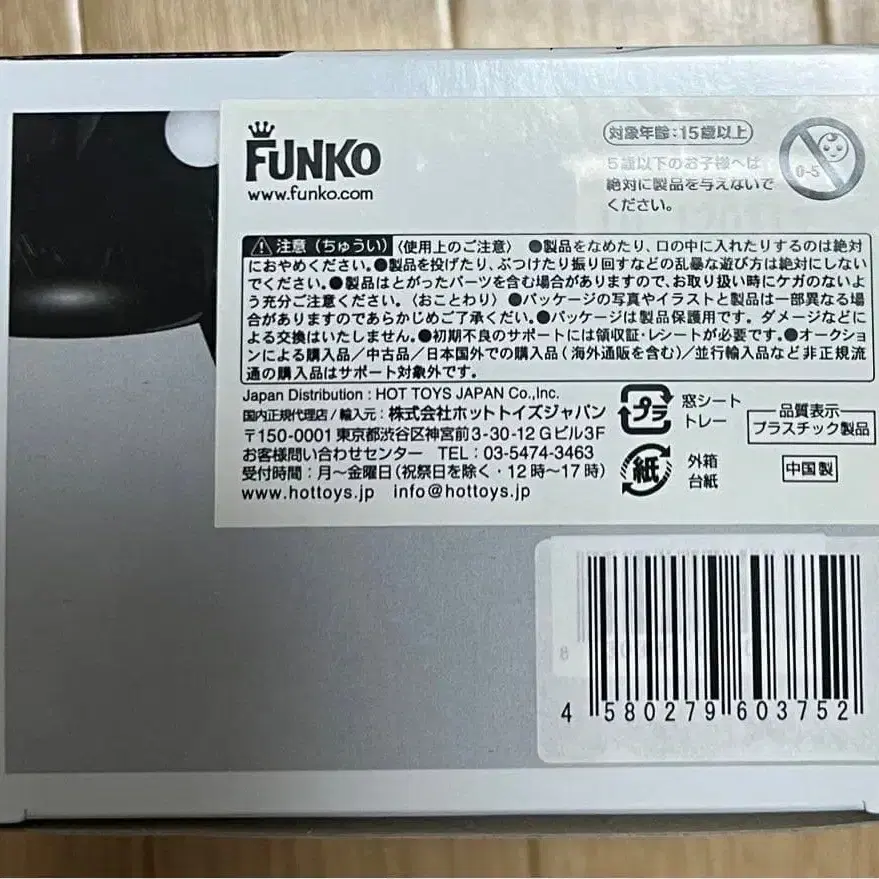 FUNKO
www.funko.com
対象年齢:15歳以上
5歳以下のお子様へは
絶対に製品を与えないで
ください。
0-5
注意(ちゅうい)〈使用上のご注意〉 ●製品をなめたり、口の中に入れたりするのは絶対
におやめください。●製品を投げたり、ぶつけたり振り回すなどの乱暴な遊び方は絶対にしない
でください。●製品はとがったパーツを含む場合がありますので、お取り扱い時にケガのないよ
う充分ご注意ください。〈おことわり〉●パッケージの写真やイラストと製品は一部異なる場
合がありますのであらかじめご了承ください。●パッケージは製品保護用です。ダメージなどに
よる交換はいたしません。●初期不良のサポートには領収証・レシートが必要です。●オークショ
ンによる購入品/中古品/日本国外での購入品(海外通販を含む)/並行輸入品など非正規流
通の購入品はサポート対象外です。
Japan Distribution : HOT TOYS JAPAN Co.,Inc.
国内正規代理店/輸入元:株式会社ホットトイズジャパン
〒150-0001 東京都渋谷区神宮前3-30-12 Gビル3F
お客様問い合わせセンター TEL:03-5474-3463
受付時間:月~金曜日(祝祭日を除く・12時~17時)
www.hottoys.jp info@hottoys.jp
プラ
窓シート
トレー
紙
外箱
台紙
品質表示
プラスチック製品
中国製
4 580279 603752